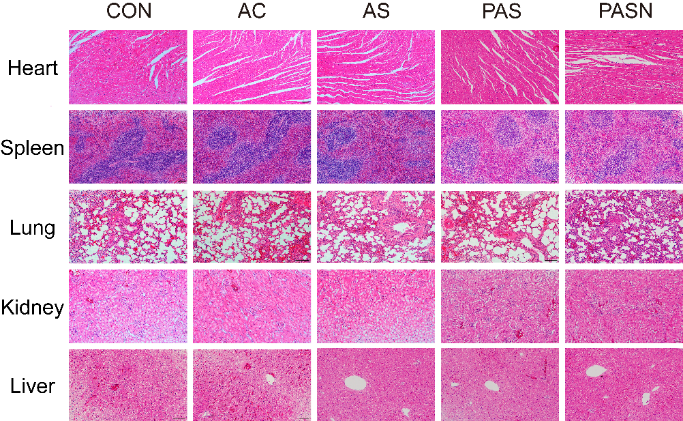 CON AC AS PAS PASN
Heart
Spleen
Lung
Kidney
Liver